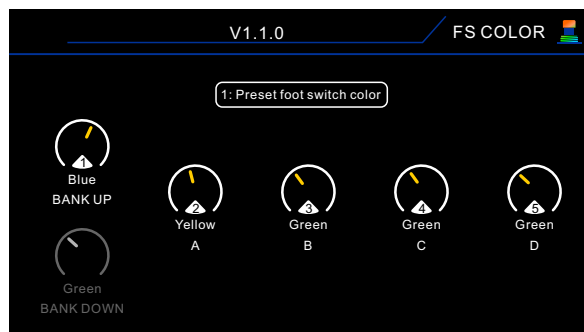 V1.1.0
FS COLOR
1: Preset foot switch color
1
Blue
BANK UP
2
Yellow
A
3
Green
B
4
Green
C
5
Green
D
Green
BANK DOWN